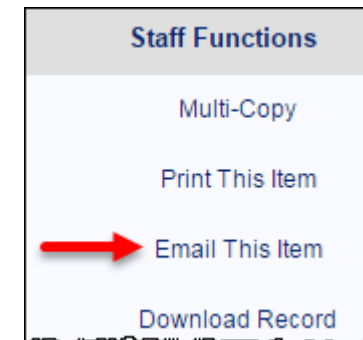 Staff Functions
Multi-Copy
Print This Item
Email This Item
Download Record